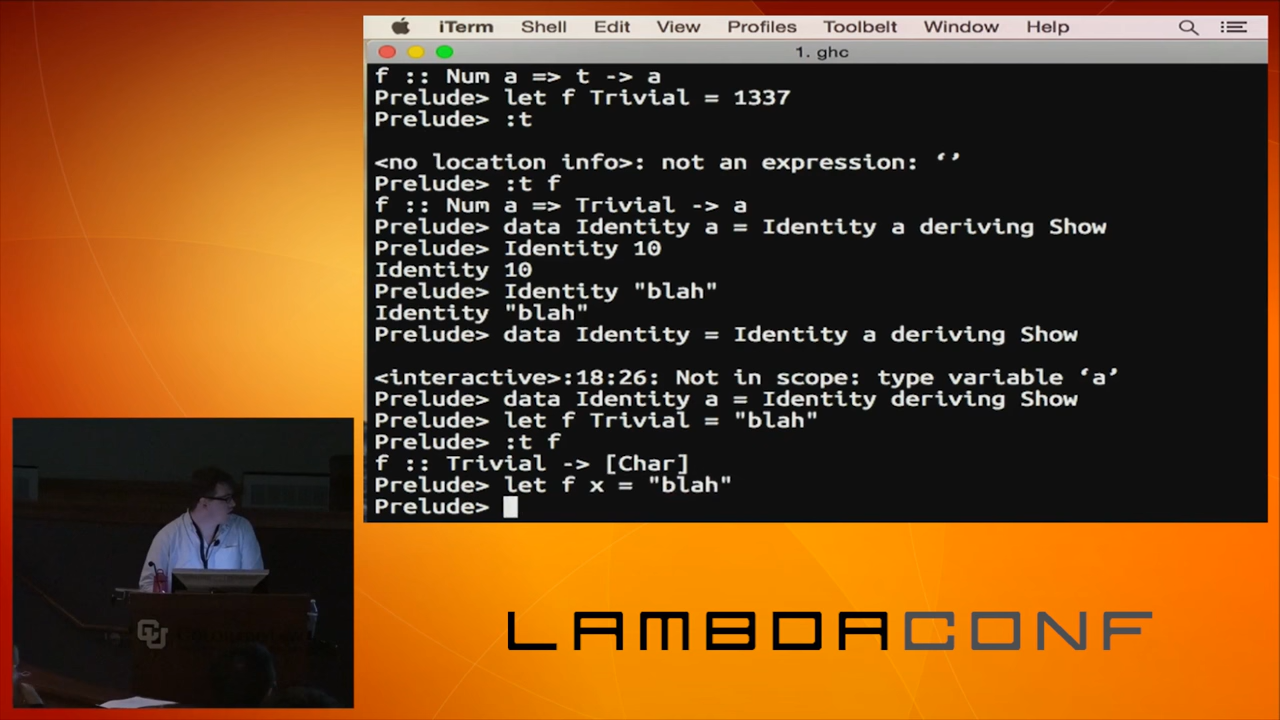 iTerm Shell Edit View Profiles Toolbelt Window Help
1. ghc
f :: Num a => t -> a
Prelude> let f Trivial = 1337
Prelude> :t
<no location info>: not an expression: ‘’
Prelude> :t f
f :: Num a => Trivial -> a
Prelude> data Identity a = Identity a deriving Show
Prelude> Identity 10
Identity 10
Prelude> Identity "blah"
Identity "blah"
Prelude> data Identity = Identity a deriving Show
<interactive>:18:26: Not in scope: type variable ‘a’
Prelude> data Identity a = Identity deriving Show
Prelude> let f Trivial = "blah"
Prelude> :t f
f :: Trivial -> [Char]
Prelude> let f x = "blah"
Prelude>
LAMBDACONF